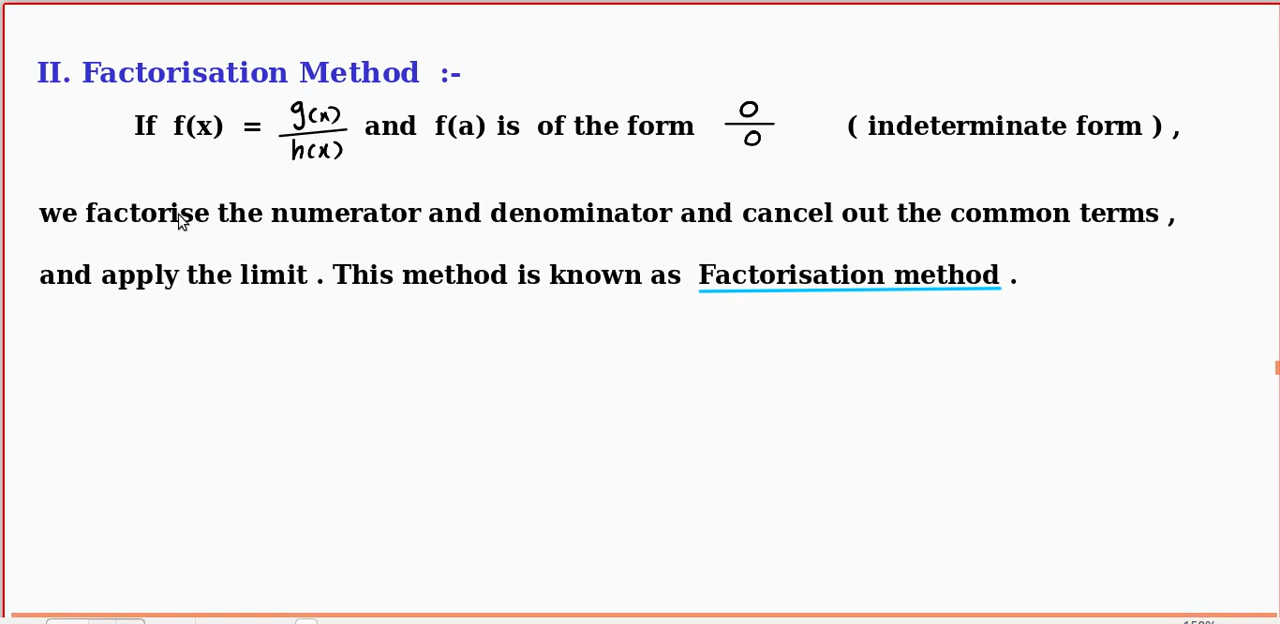 II. Factorisation Method :-
If f(x) = g(x)/h(x) and f(a) is of the form 0/0 ( indeterminate form ) ,
we factorise the numerator and denominator and cancel out the common terms ,
and apply the limit . This method is known as Factorisation method .